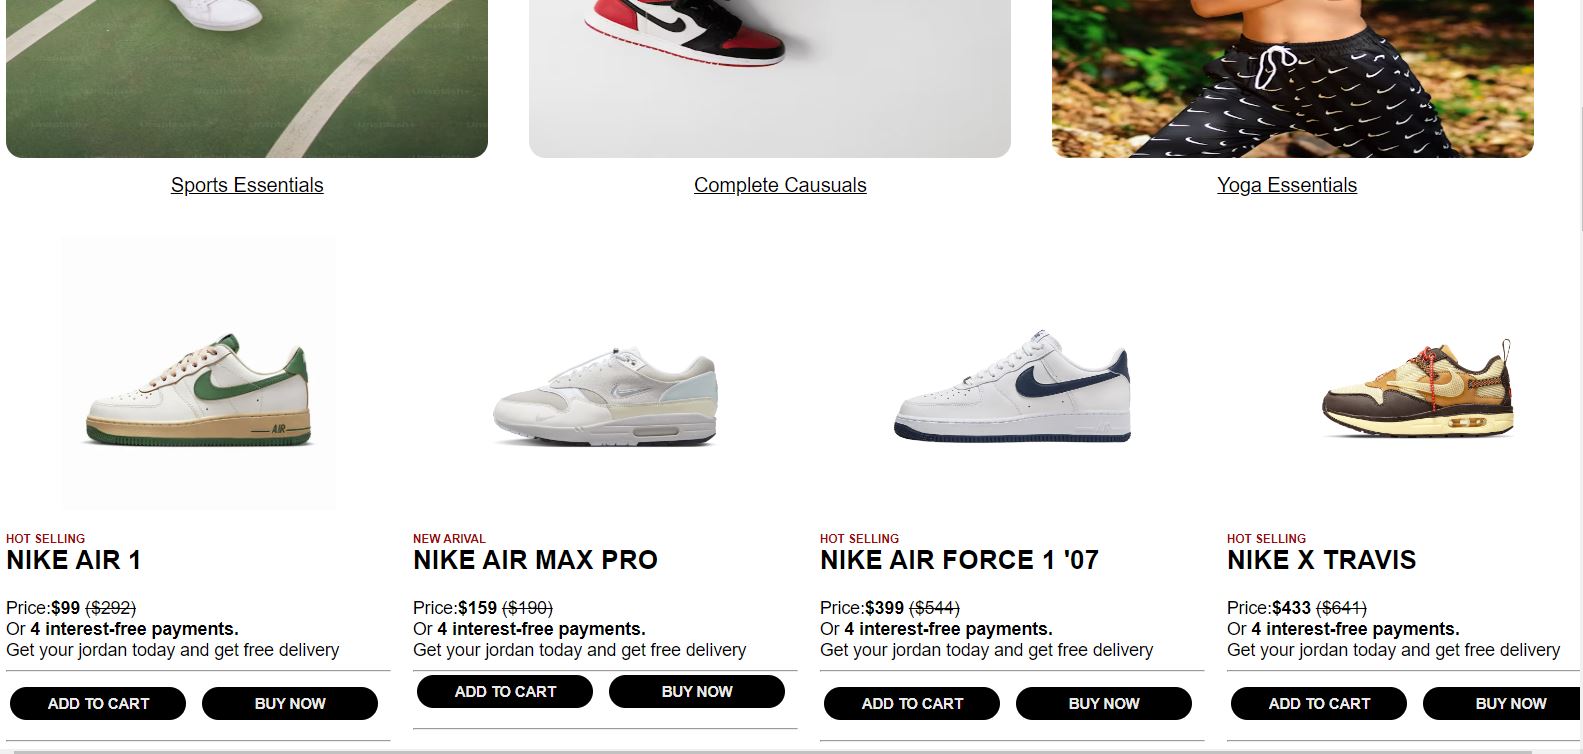 Sports Essentials
Complete Causuals
Yoga Essentials
AIR
HOT SELLING
NIKE AIR 1
Price:$99 ($292)
Or 4 interest-free payments.
Get your jordan today and get free delivery
ADD TO CART
BUY NOW
NEW ARIVAL
NIKE AIR MAX PRO
Price:$159 ($190)
Or 4 interest-free payments.
Get your jordan today and get free delivery
ADD TO CART
BUY NOW
HOT SELLING
NIKE AIR FORCE 1 '07
Price:$399 ($544)
Or 4 interest-free payments.
Get your jordan today and get free delivery
ADD TO CART
BUY NOW
HOT SELLING
NIKE X TRAVIS
Price:$433 ($641)
Or 4 interest-free payments.
Get your jordan today and get free delivery
ADD TO CART
BUY NOW